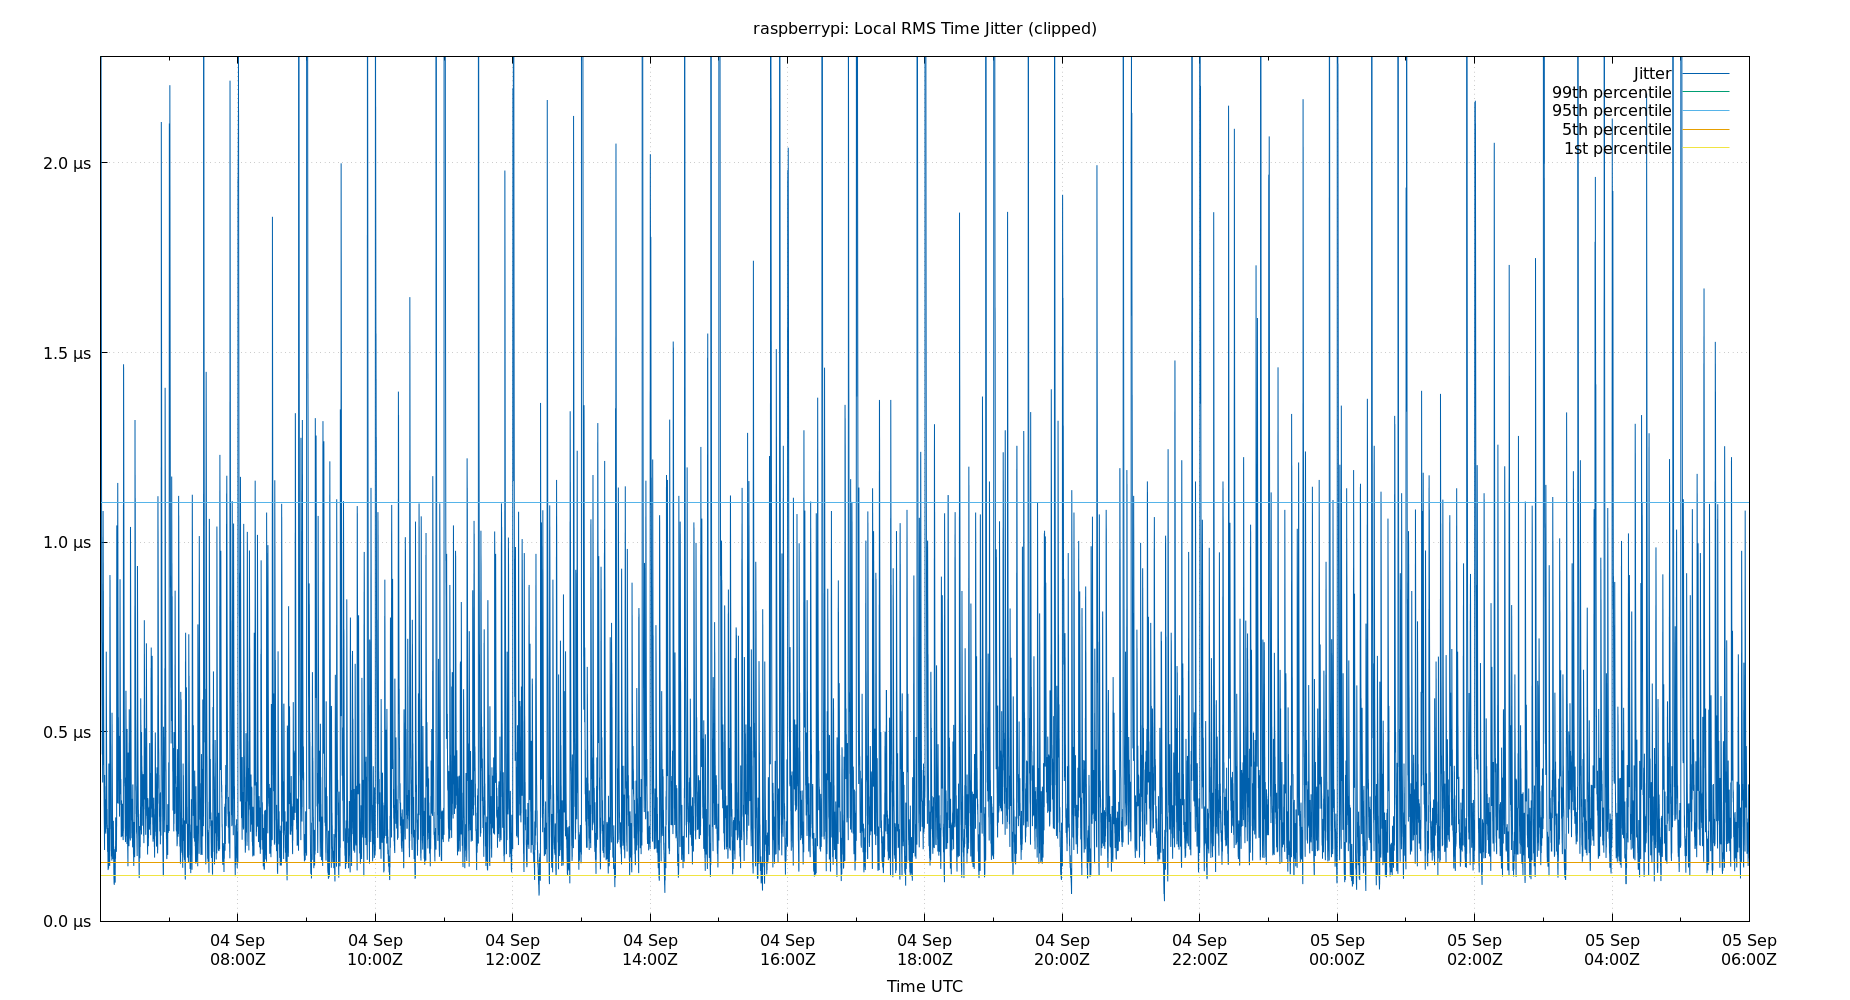 raspberrypi: Local RMS Time Jitter (clipped)
Jitter
99th percentile
95th percentile
5th percentile
1st percentile
2.0 µs
1.5 µs
1.0 µs
0.5 µs
0.0 µs
04 Sep 04 Sep 04 Sep 04 Sep 04 Sep 04 Sep 04 Sep 04 Sep 05 Sep 05 Sep 05 Sep 05 Sep
08:00Z 10:00Z 12:00Z 14:00Z 16:00Z 18:00Z 20:00Z 22:00Z 00:00Z 02:00Z 04:00Z 06:00Z
Time UTC